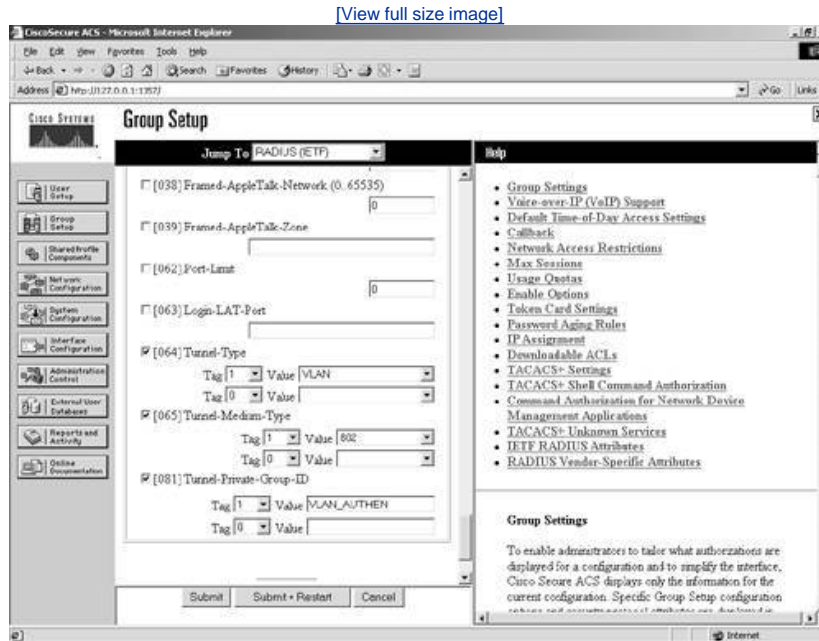 [View full size image]
CiscoSecure ACS - Microsoft Internet Explorer
File Edit View Favorites Tools Help
Back Search Favorites History
Address http://127.0.0.1:1357/ Go Links
Cisco Systems
Group Setup
Jump To RADIUS (IETF)
User Setup
Group Setup
Shared Profile Components
Network Configuration
System Configuration
Interface Configuration
Administration Control
External User Databases
Reports and Activity
Online Documentation
[038] Framed-AppleTalk-Network (0..65535)
0
[039] Framed-AppleTalk-Zone
[062] Port-Limit
0
[063] Login-LAT-Port
[064] Tunnel-Type
Tag 1 Value VLAN
Tag 0 Value
[065] Tunnel-Medium-Type
Tag 1 Value 802
Tag 0 Value
[081] Tunnel-Private-Group-ID
Tag 1 Value VLAN_AUTHEN
Tag 0 Value
Submit Submit + Restart Cancel
Help
Group Settings
Voice-over-IP (VoIP) Support
Default Time-of-Day Access Settings
Callback
Network Access Restrictions
Max Sessions
Usage Quotas
Enable Options
Token Card Settings
Password Aging Rules
IP Assignment
Downloadable ACLs
TACACS+ Settings
TACACS+ Shell Command Authorization
Command Authorization for Network Device
Management Applications
TACACS+ Unknown Services
IETF RADIUS Attributes
RADIUS Vendor-Specific Attributes
Group Settings
To enable administrators to tailor what authorizations are
displayed for a configuration and to simplify the interface,
Cisco Secure ACS displays only the information for the
current configuration. Specific Group Setup configuration
Internet